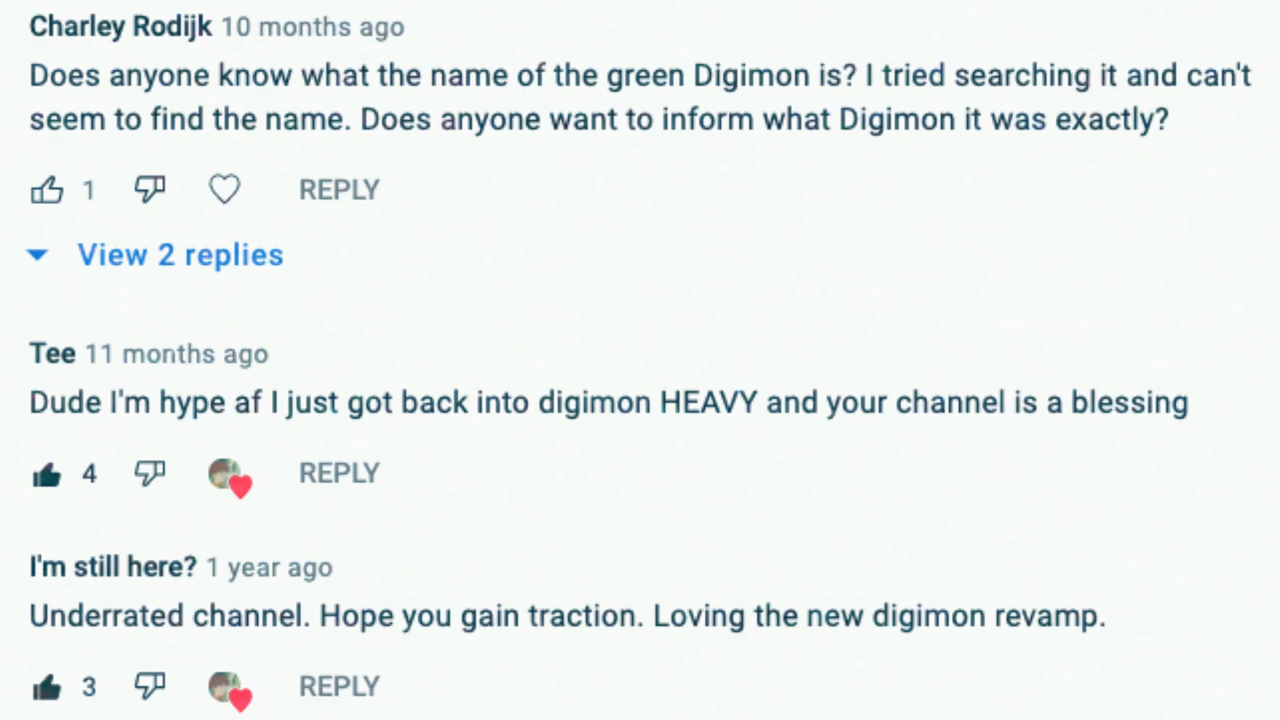 Charley Rodijk 10 months ago
Does anyone know what the name of the green Digimon is? I tried searching it and can't
seem to find the name. Does anyone want to inform what Digimon it was exactly?
1 REPLY
View 2 replies
Tee 11 months ago
Dude I'm hype af I just got back into digimon HEAVY and your channel is a blessing
4 REPLY
I'm still here? 1 year ago
Underrated channel. Hope you gain traction. Loving the new digimon revamp.
3 REPLY